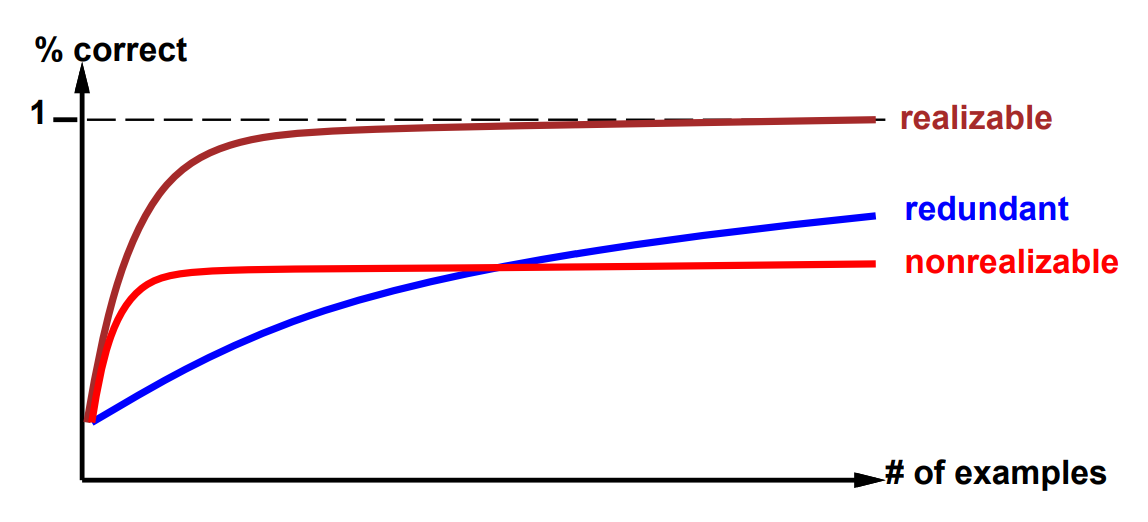 % correct
1
realizable
redundant
nonrealizable
# of examples